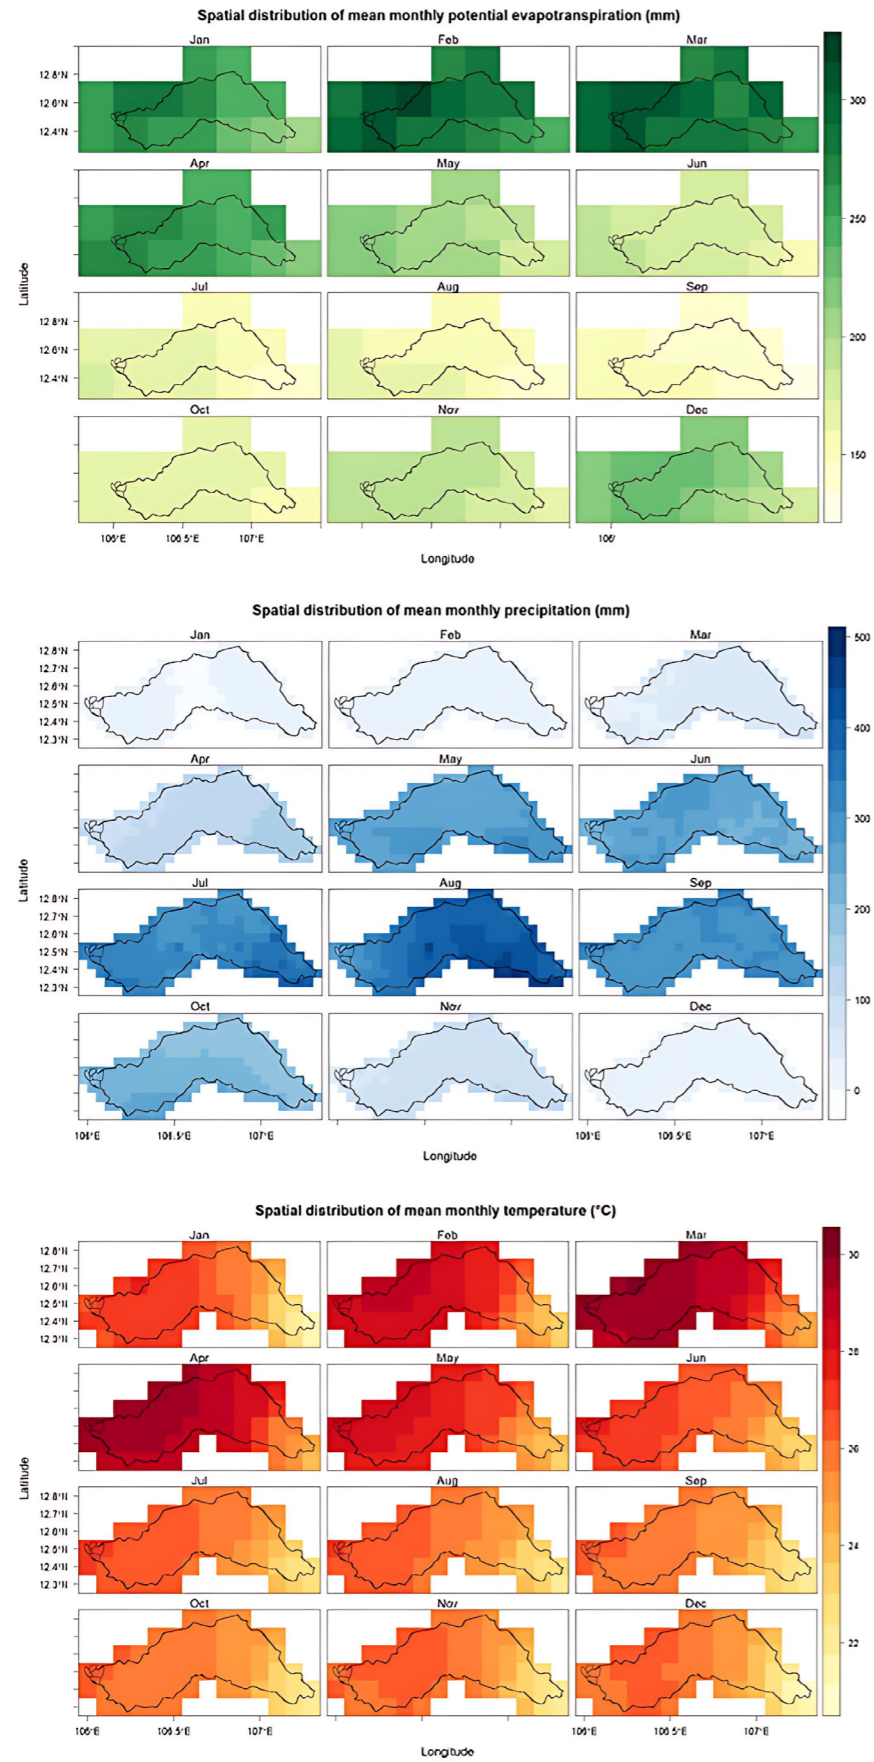 Spatial distribution of mean monthly potential evapotranspiration (mm)
Jan Feb Mar
12.8°N
12.6°N
12.4°N
300
Apr May Jun
250
Latitude
Jul Aug Sep
12.8°N
12.6°N
12.4°N
200
Oct Nov Dec
150
106°E 106.5°E 107°E 106°
Longitude
Spatial distribution of mean monthly precipitation (mm)
Jan Feb Mar
500
12.8°N
12.7°N
12.6°N
12.5°N
12.4°N
12.3°N
400
Apr May Jun
300
Latitude
Jul Aug Sep
12.8°N
12.7°N
12.6°N
12.5°N
12.4°N
12.3°N
200
Oct Nov Dec
100
0
106.5°E 107°E 106.5°E 107°E
Longitude
Spatial distribution of mean monthly temperature (°C)
Jan Feb Mar
30
12.8°N
12.7°N
12.6°N
12.5°N
12.4°N
12.3°N
28
Apr May Jun
26
Latitude
Jul Aug Sep
12.8°N
12.7°N
12.6°N
12.5°N
12.4°N
12.3°N
24
Oct Nov Dec
22
106°E 106.5°E 107°E 106°E 106.5°E 107°E
Longitude